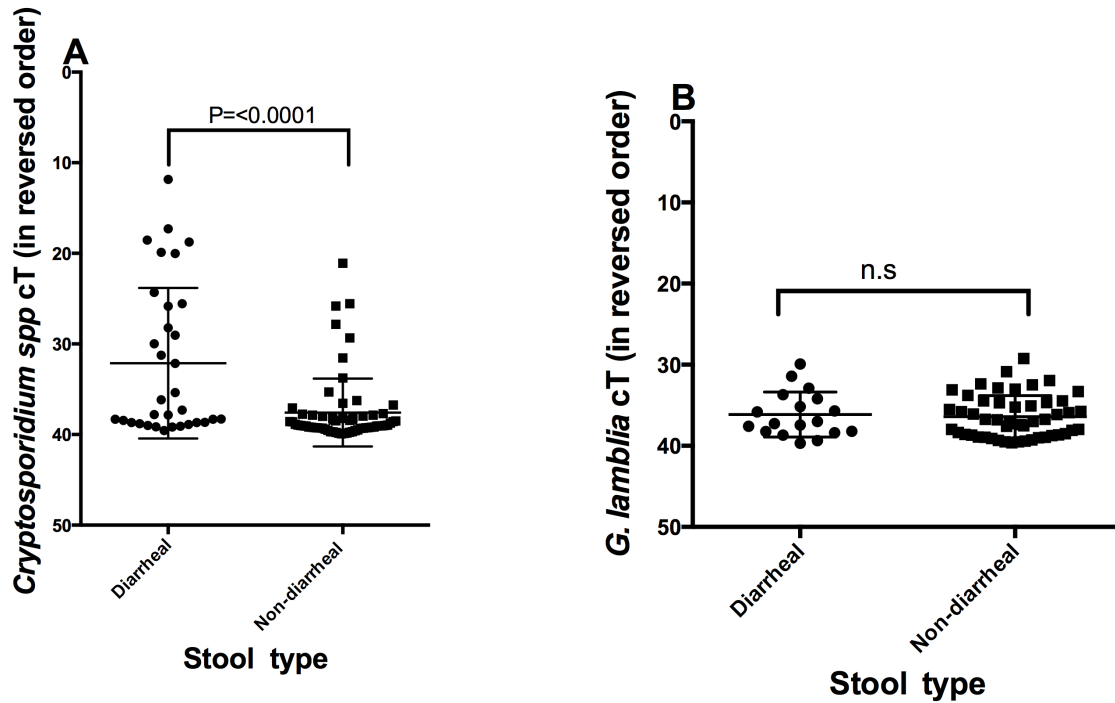 A
Cryptosporidium spp cT (in reversed order)
0
10
20
30
40
50
P=<0.0001
Diarrheal
Non-diarrheal
Stool type
B
G. lamblia cT (in reversed order)
0
10
20
30
40
50
n.s
Diarrheal
Non-diarrheal
Stool type